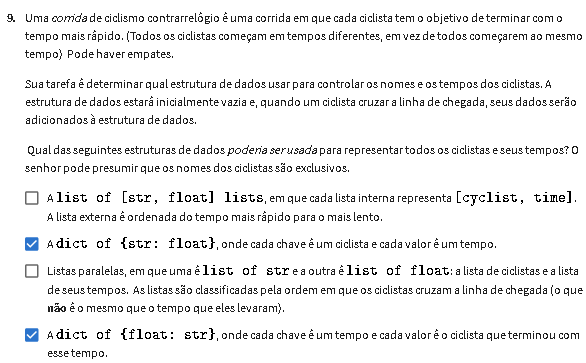 9. Uma corrida de ciclismo contrarrelógio é uma corrida em que cada ciclista tem o objetivo de terminar com o
tempo mais rápido. (Todos os ciclistas começam em tempos diferentes, em vez de todos começarem ao mesmo
tempo) Pode haver empates.
Sua tarefa é determinar qual estrutura de dados usar para controlar os nomes e os tempos dos ciclistas. A
estrutura de dados estará inicialmente vazia e, quando um ciclista cruzar a linha de chegada, seus dados serão
adicionados à estrutura de dados.
Qual das seguintes estruturas de dados poderia ser usada para representar todos os ciclistas e seus tempos? O
senhor pode presumir que os nomes dos ciclistas são exclusivos.
A list of [str, float] lists, em que cada lista interna representa [cyclist, time].
A lista externa é ordenada do tempo mais rápido para o mais lento.
A dict of {str: float}, onde cada chave é um ciclista e cada valor é um tempo.
Listas paralelas, em que uma é list of str e a outra é list of float: a lista de ciclistas e a lista
de seus tempos. As listas são classificadas pela ordem em que os ciclistas cruzam a linha de chegada (o que
não é o mesmo que o tempo que eles levaram).
A dict of {float: str}, onde cada chave é um tempo e cada valor é o ciclista que terminou com
esse tempo.